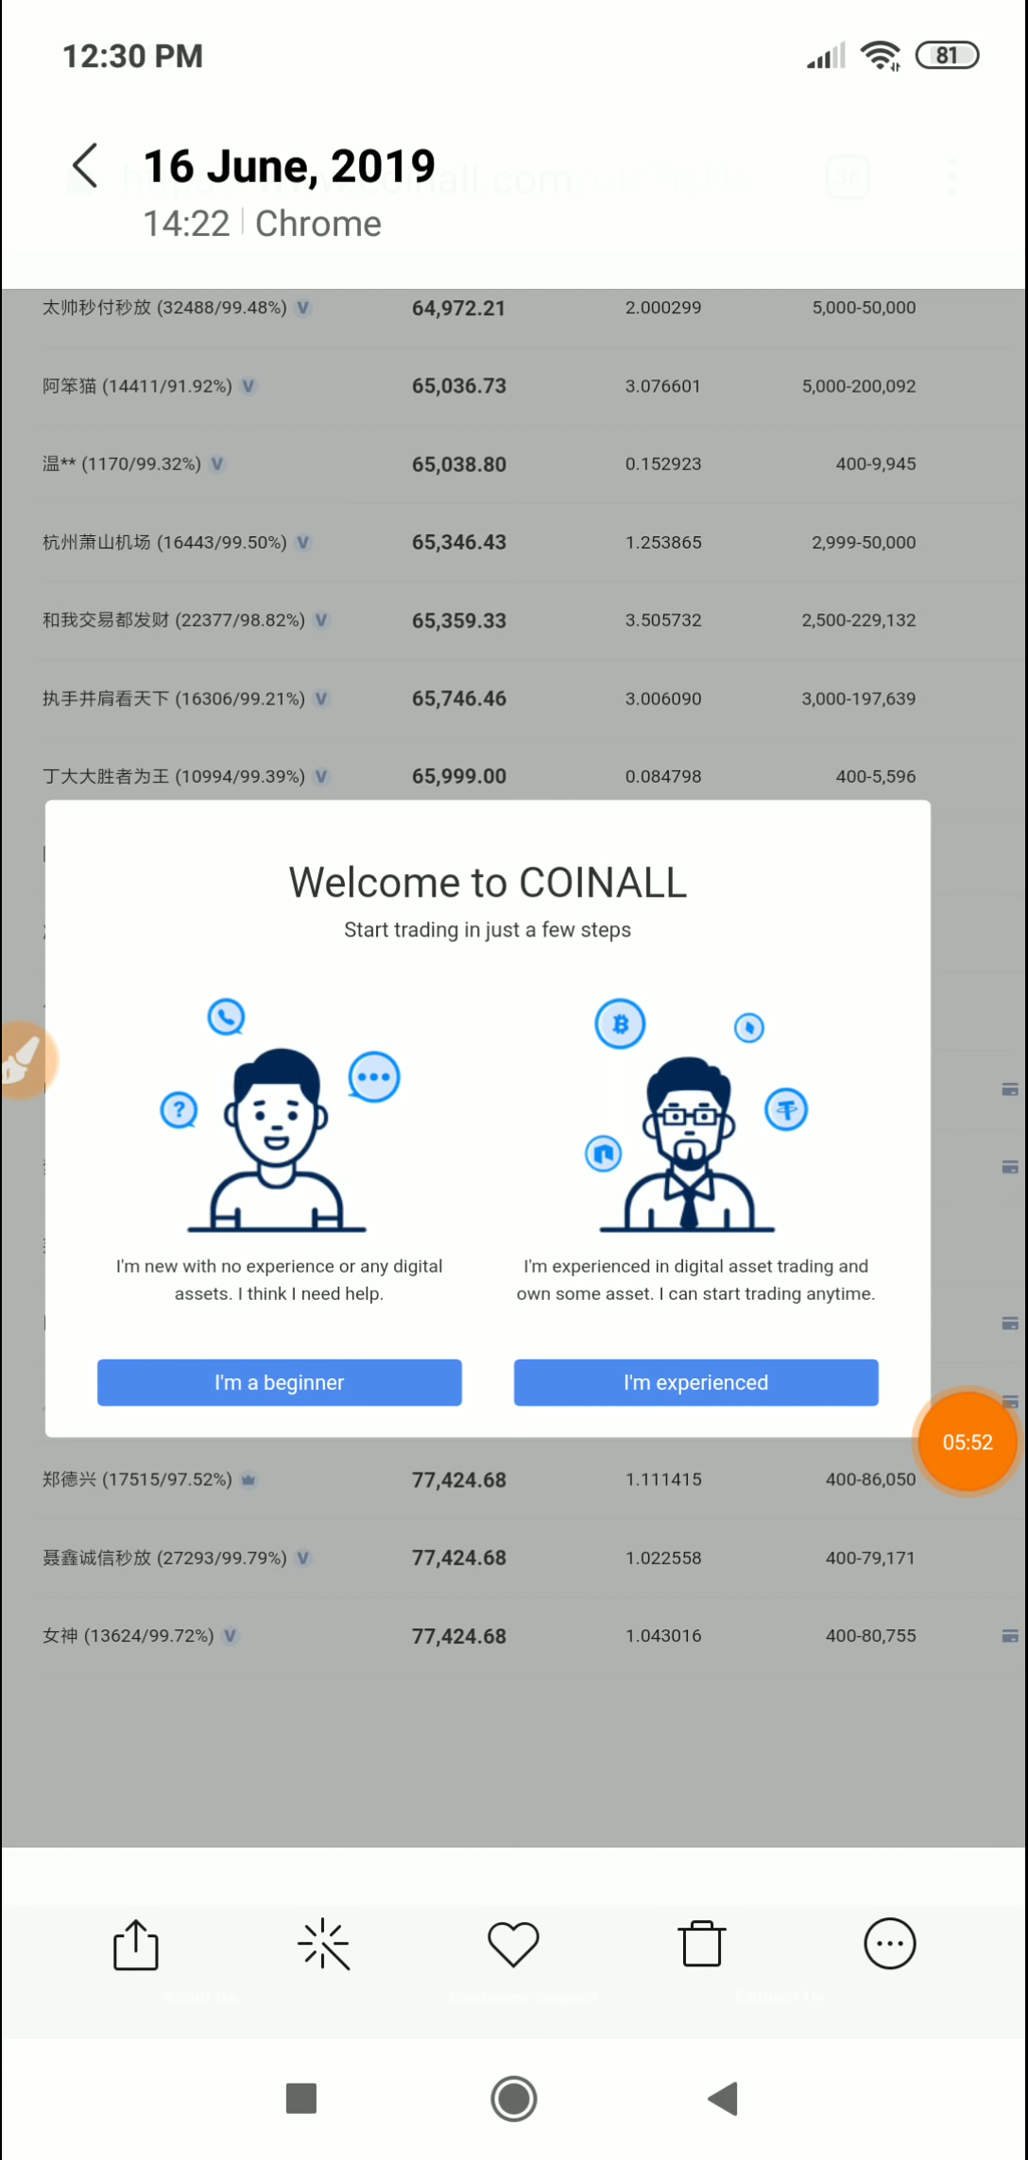 12:30 PM
81
16 June, 2019
14:22 | Chrome
太帅秒付秒放 (32488/99.48%) V 64,972.21 2.000299 5,000-50,000
阿笨猫 (14411/91.92%) V 65,036.73 3.076601 5,000-200,092
温** (1170/99.32%) V 65,038.80 0.152923 400-9,945
杭州萧山机场 (16443/99.50%) V 65,346.43 1.253865 2,999-50,000
和我交易都发财 (22377/98.82%) V 65,359.33 3.505732 2,500-229,132
执手并肩看天下 (16306/99.21%) V 65,746.46 3.006090 3,000-197,639
丁大大胜者为王 (10994/99.39%) V 65,999.00 0.084798 400-5,596
Welcome to COINALL
Start trading in just a few steps
I'm new with no experience or any digital
assets. I think I need help.
I'm a beginner
I'm experienced in digital asset trading and
own some asset. I can start trading anytime.
I'm experienced
05:52
郑德兴 (17515/97.52%) 77,424.68 1.111415 400-86,050
聂鑫诚信秒放 (27293/99.79%) V 77,424.68 1.022558 400-79,171
女神 (13624/99.72%) V 77,424.68 1.043016 400-80,755